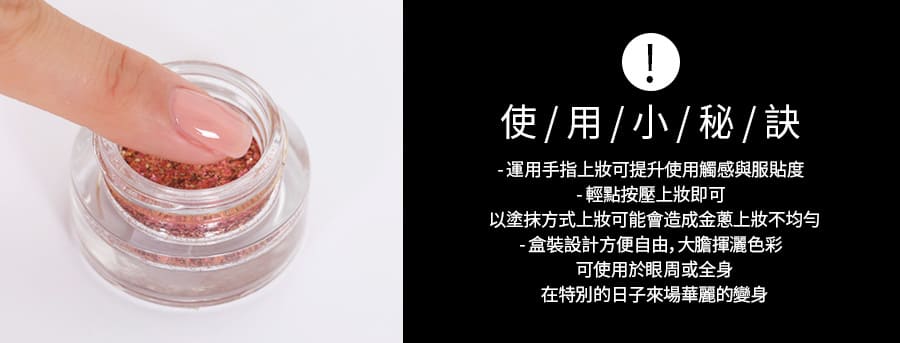 !
使/用/小/秘/訣
-運用手指上妝可提升使用觸感與服貼度
-輕點按壓上妝即可
以塗抹方式上妝可能會造成金蔥上妝不均勻
-盒裝設計方便自由,大膽揮灑色彩
可使用於眼周或全身
在特別的日子來場華麗的變身